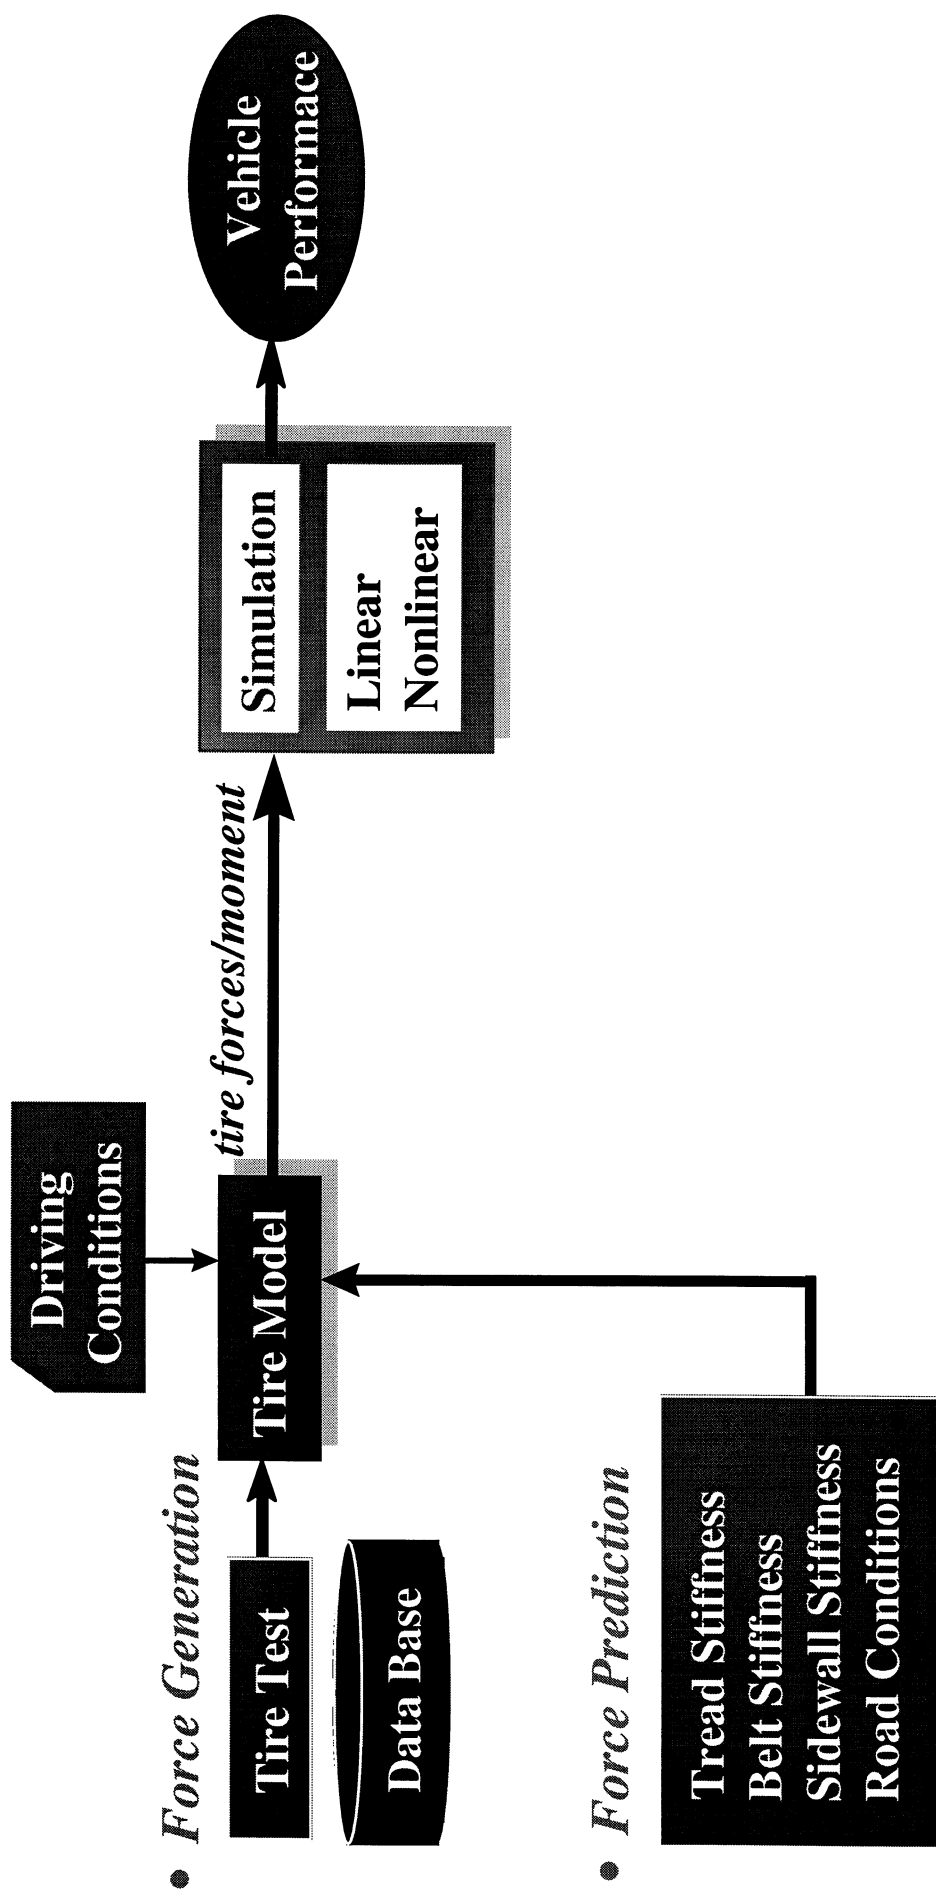 • Force Generation
Tire Test
Data Base
Driving
Conditions
Tire Model
tire forces/moment
Simulation
Linear
Nonlinear
Vehicle
Performace
• Force Prediction
Tread Stiffness
Belt Stiffness
Sidewall Stiffness
Road Conditions